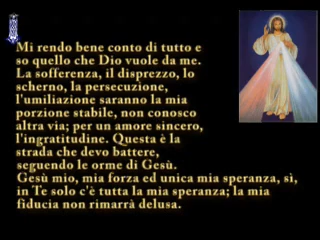 Mi rendo bene conto di tutto e
so quello che Dio vuole da me.
La sofferenza, il disprezzo, lo
scherno, la persecuzione,
l'umiliazione saranno la mia
porzione stabile, non conosco
altra via; per un amore sincero,
l'ingratitudine. Questa è la
strada che devo battere,
seguendo le orme di Gesù.
Gesù mio, mia forza ed unica mia speranza, sì,
in Te solo c'è tutta la mia speranza; la mia
fiducia non rimarrà delusa.